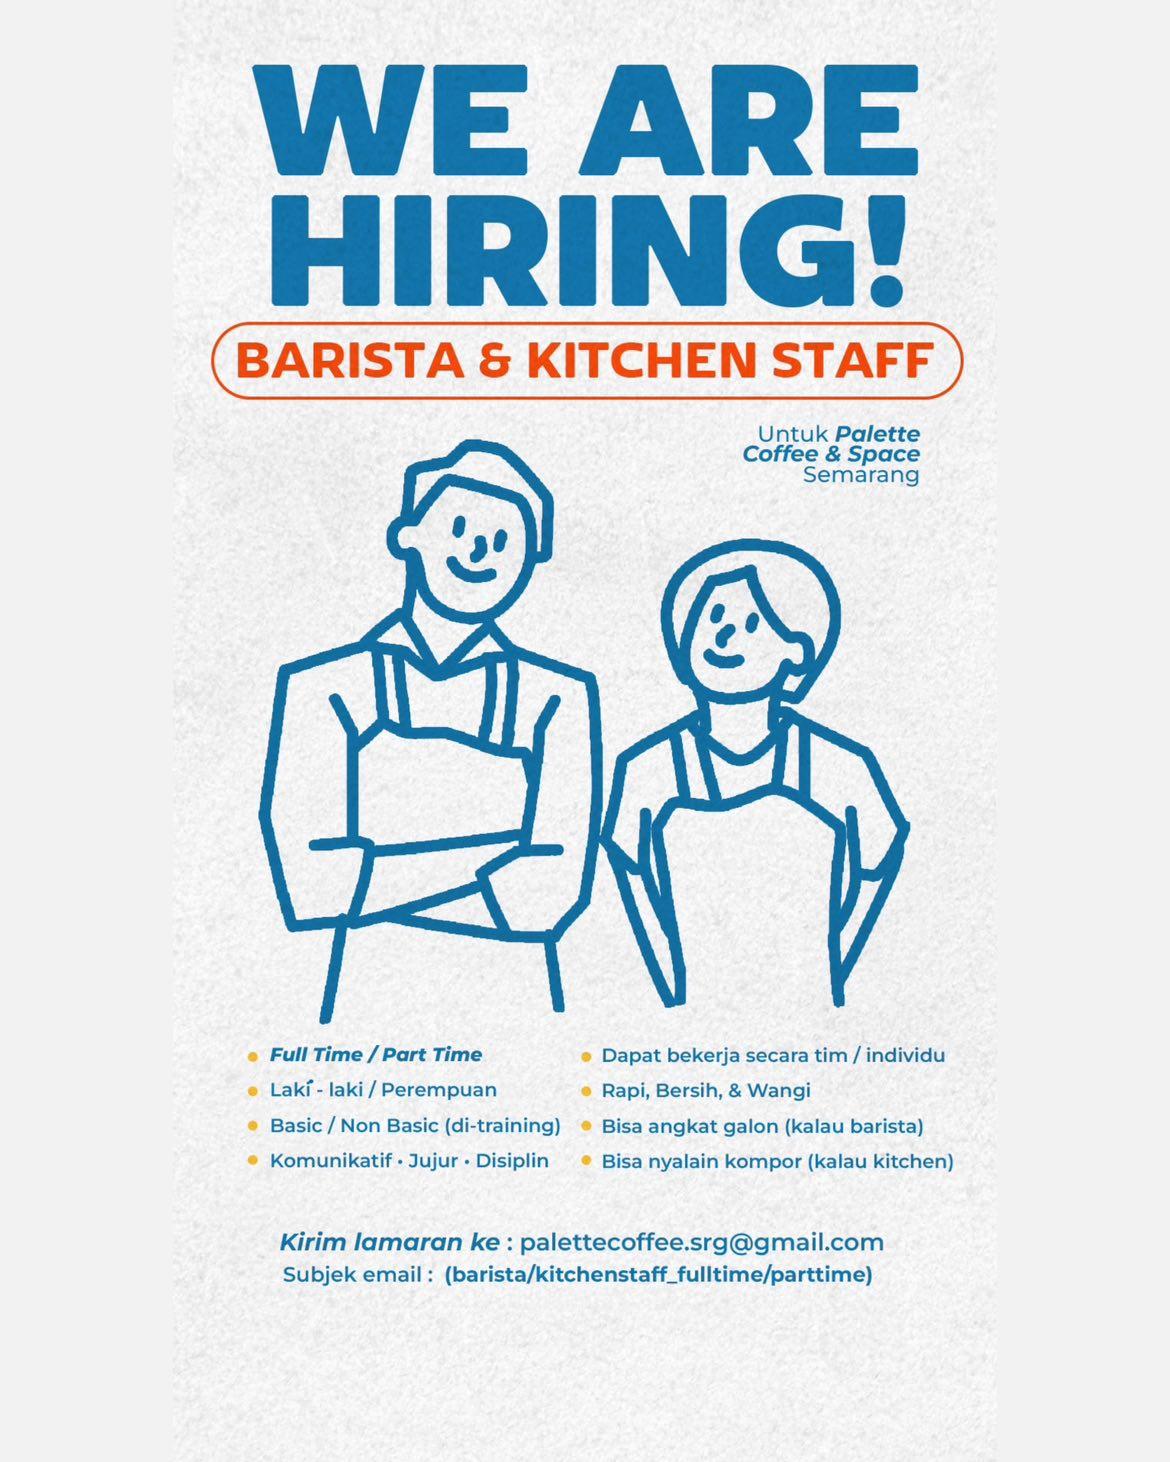 WE ARE
HIRING!
BARISTA & KITCHEN STAFF
Untuk Palette
Coffee & Space
Semarang
Full Time / Part Time
Laki - laki / Perempuan
Basic / Non Basic (di-training)
Komunikatif • Jujur • Disiplin
Dapat bekerja secara tim / individu
Rapi, Bersih, & Wangi
Bisa angkat galon (kalau barista)
Bisa nyalain kompor (kalau kitchen)
Kirim lamaran ke : palettecoffee.srg@gmail.com
Subjek email : (barista/kitchenstaff_fulltime/parttime)